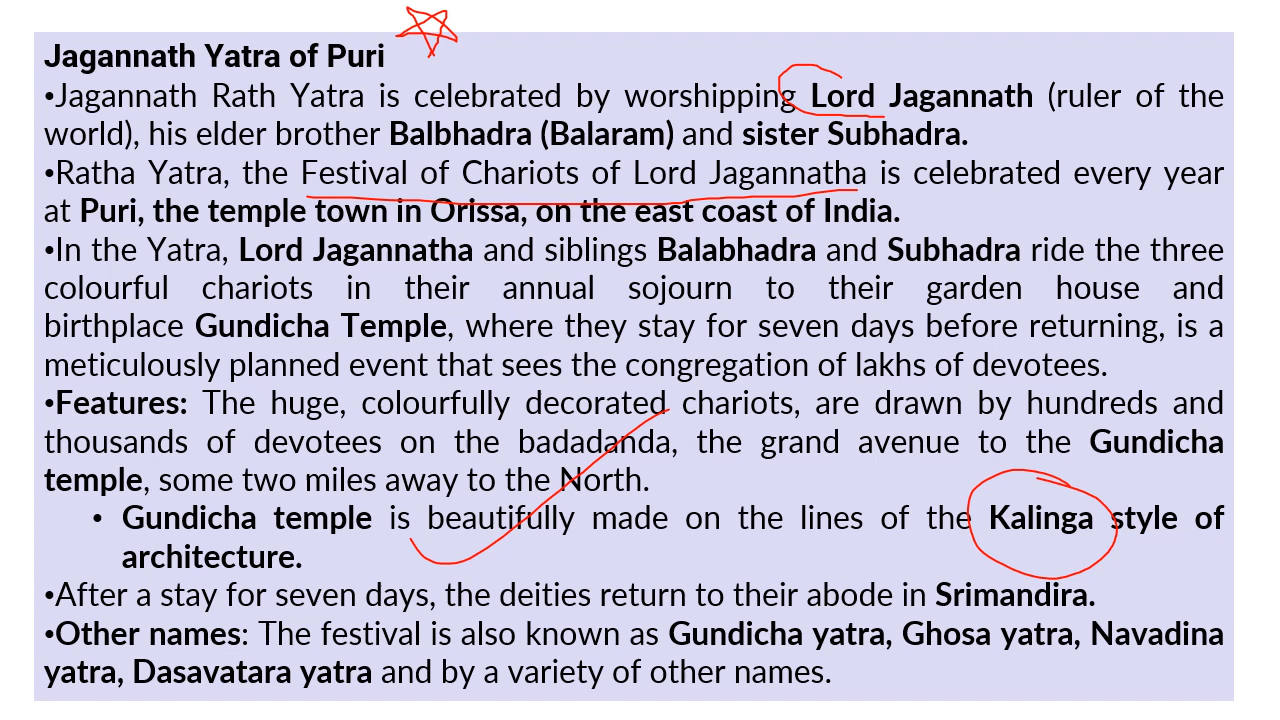 Jagannath Yatra of Puri
•Jagannath Rath Yatra is celebrated by worshipping Lord Jagannath (ruler of the
world), his elder brother Balbhadra (Balaram) and sister Subhadra.
•Ratha Yatra, the Festival of Chariots of Lord Jagannatha is celebrated every year
at Puri, the temple town in Orissa, on the east coast of India.
•In the Yatra, Lord Jagannatha and siblings Balabhadra and Subhadra ride the three
colourful chariots in their annual sojourn to their garden house and
birthplace Gundicha Temple, where they stay for seven days before returning, is a
meticulously planned event that sees the congregation of lakhs of devotees.
•Features: The huge, colourfully decorated chariots, are drawn by hundreds and
thousands of devotees on the badadanda, the grand avenue to the Gundicha
temple, some two miles away to the North.
• Gundicha temple is beautifully made on the lines of the Kalinga style of
architecture.
•After a stay for seven days, the deities return to their abode in Srimandira.
•Other names: The festival is also known as Gundicha yatra, Ghosa yatra, Navadina
yatra, Dasavatara yatra and by a variety of other names.